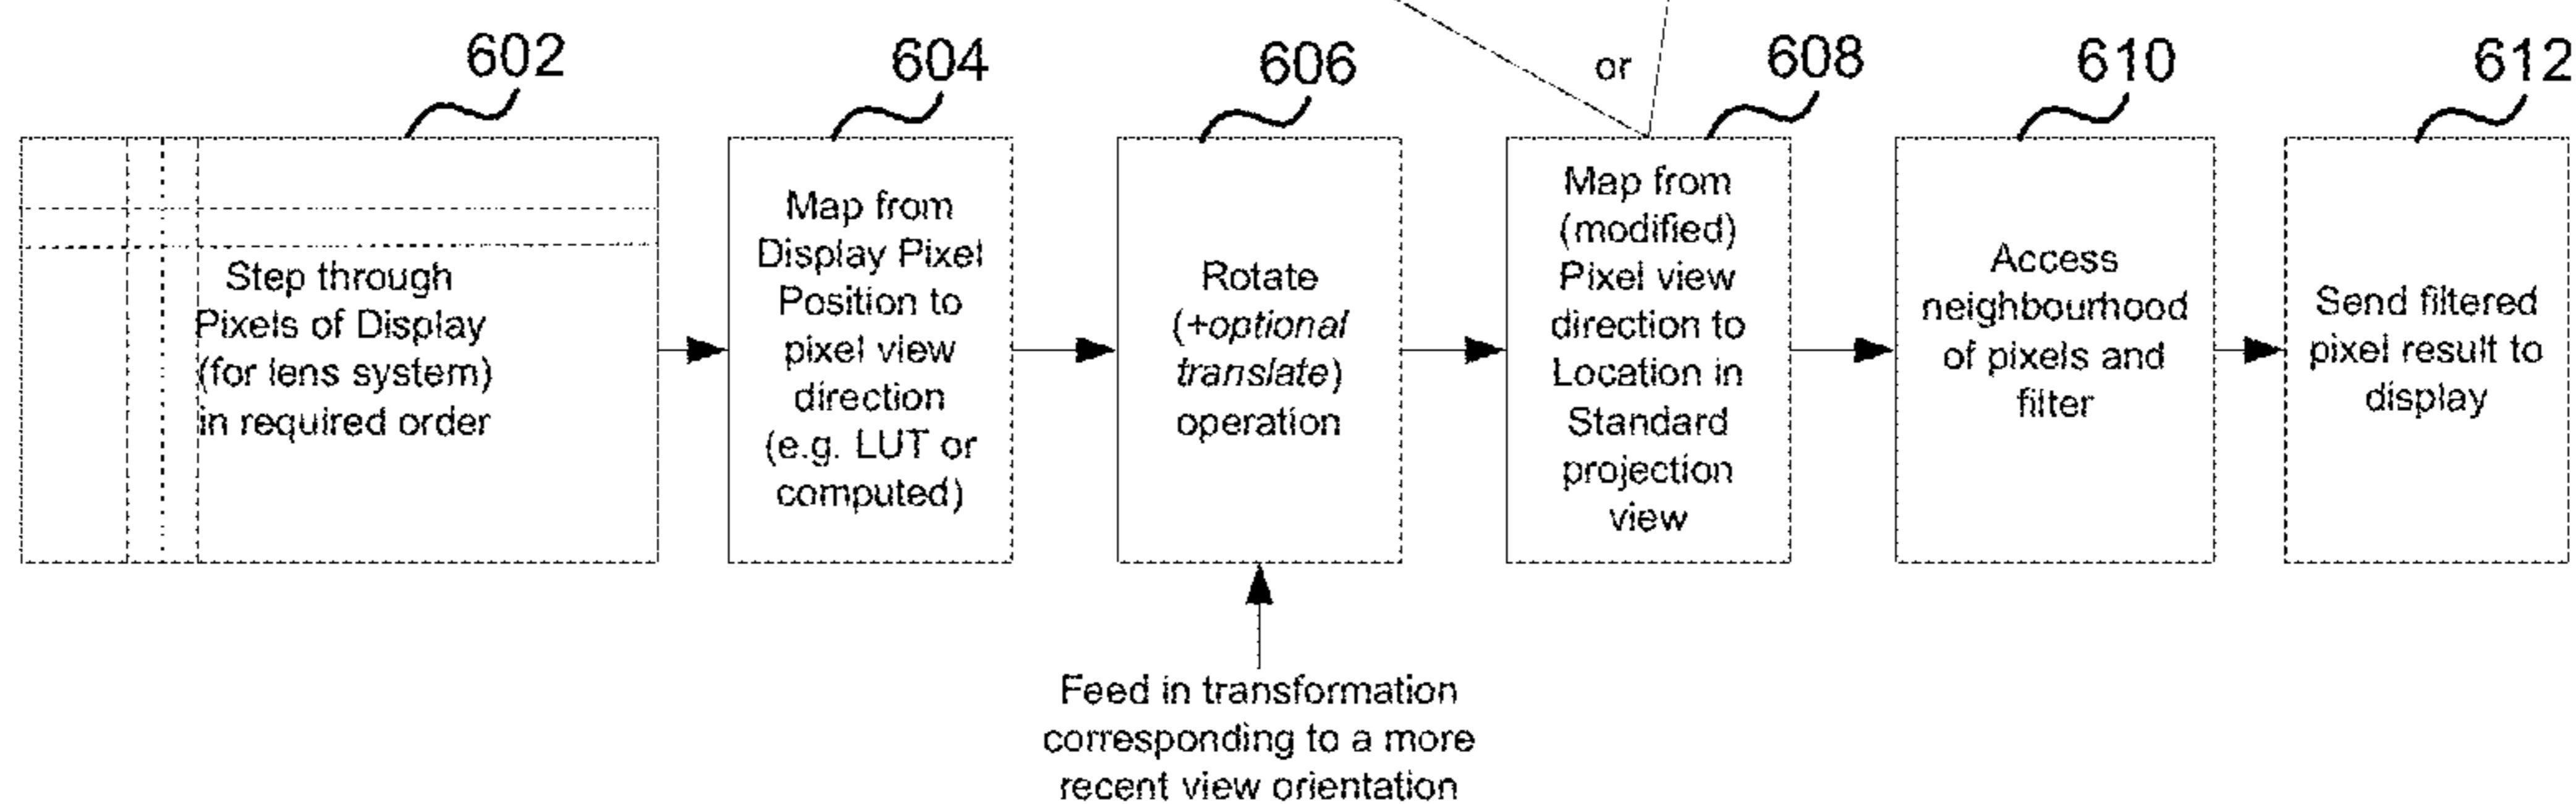 602
604
606
or
608
610
612
Step through
Pixels of Display
(for lens system)
in required order
Map from
Display Pixel
Position to
pixel view
direction
(e.g. LUT or
computed)
Rotate
(+optional
translate)
operation
Map from
(modified)
Pixel view
direction to
Location in
Standard
projection
view
Access
neighbourhood
of pixels and
filter
Send filtered
pixel result to
display
Feed in transformation
corresponding to a more
recent view orientation